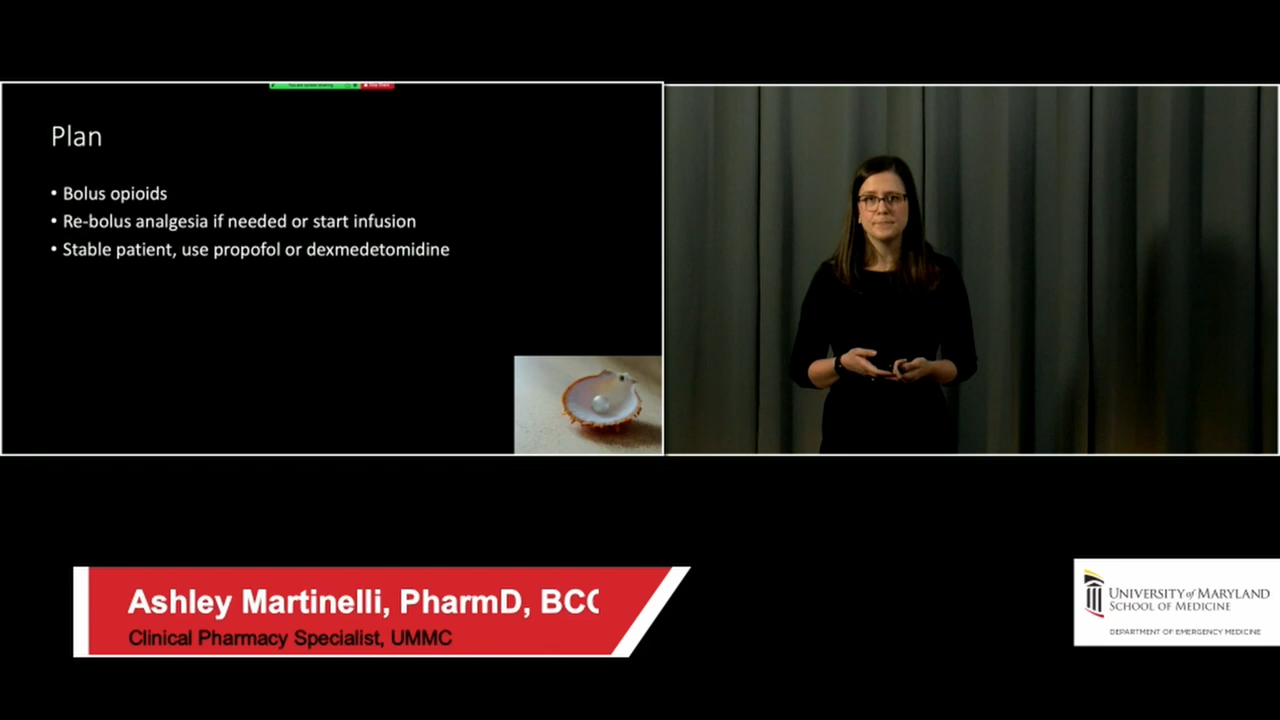 Plan
• Bolus opioids
• Re-bolus analgesia if needed or start infusion
• Stable patient, use propofol or dexmedetomidine
Ashley Martinelli, PharmD, BCC
Clinical Pharmacy Specialist, UMMC
UNIVERSITY of MARYLAND
SCHOOL OF MEDICINE
DEPARTMENT OF EMERGENCY MEDICINE